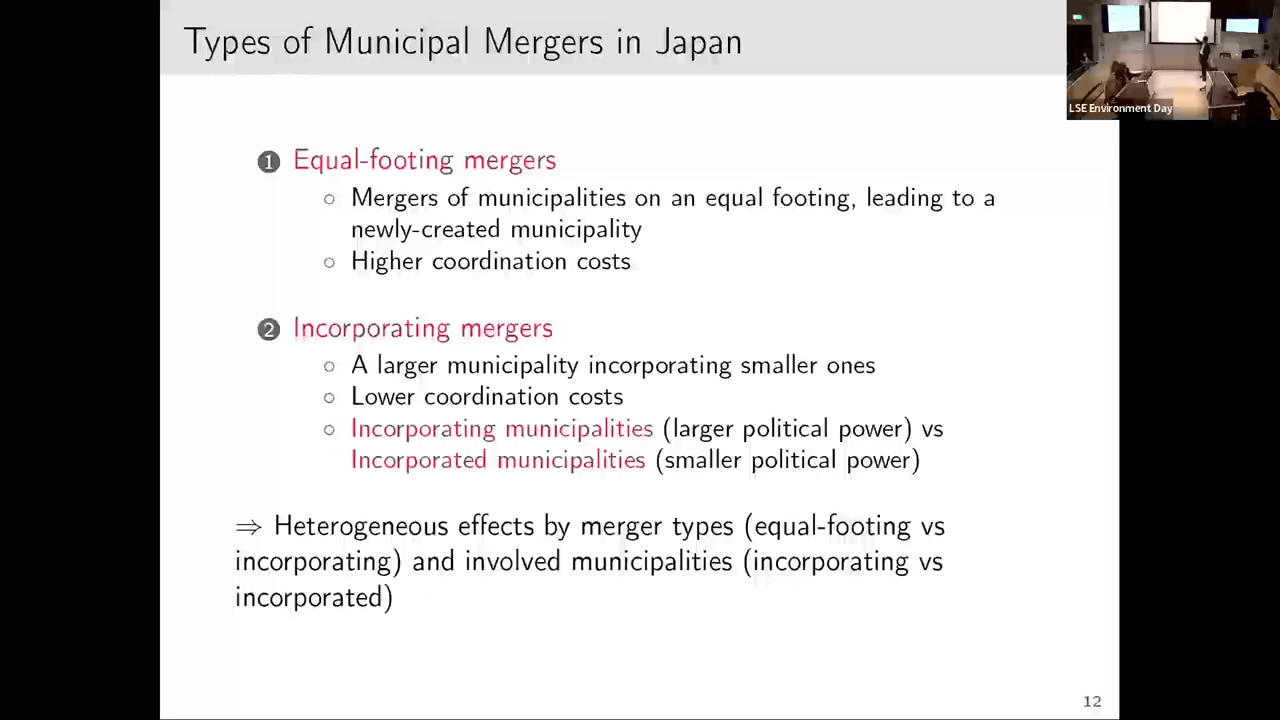 Types of Municipal Mergers in Japan
LSE Environment Day
1 Equal-footing mergers
○ Mergers of municipalities on an equal footing, leading to a
newly-created municipality
○ Higher coordination costs
2 Incorporating mergers
○ A larger municipality incorporating smaller ones
○ Lower coordination costs
○ Incorporating municipalities (larger political power) vs
Incorporated municipalities (smaller political power)
⇒ Heterogeneous effects by merger types (equal-footing vs
incorporating) and involved municipalities (incorporating vs
incorporated)
12